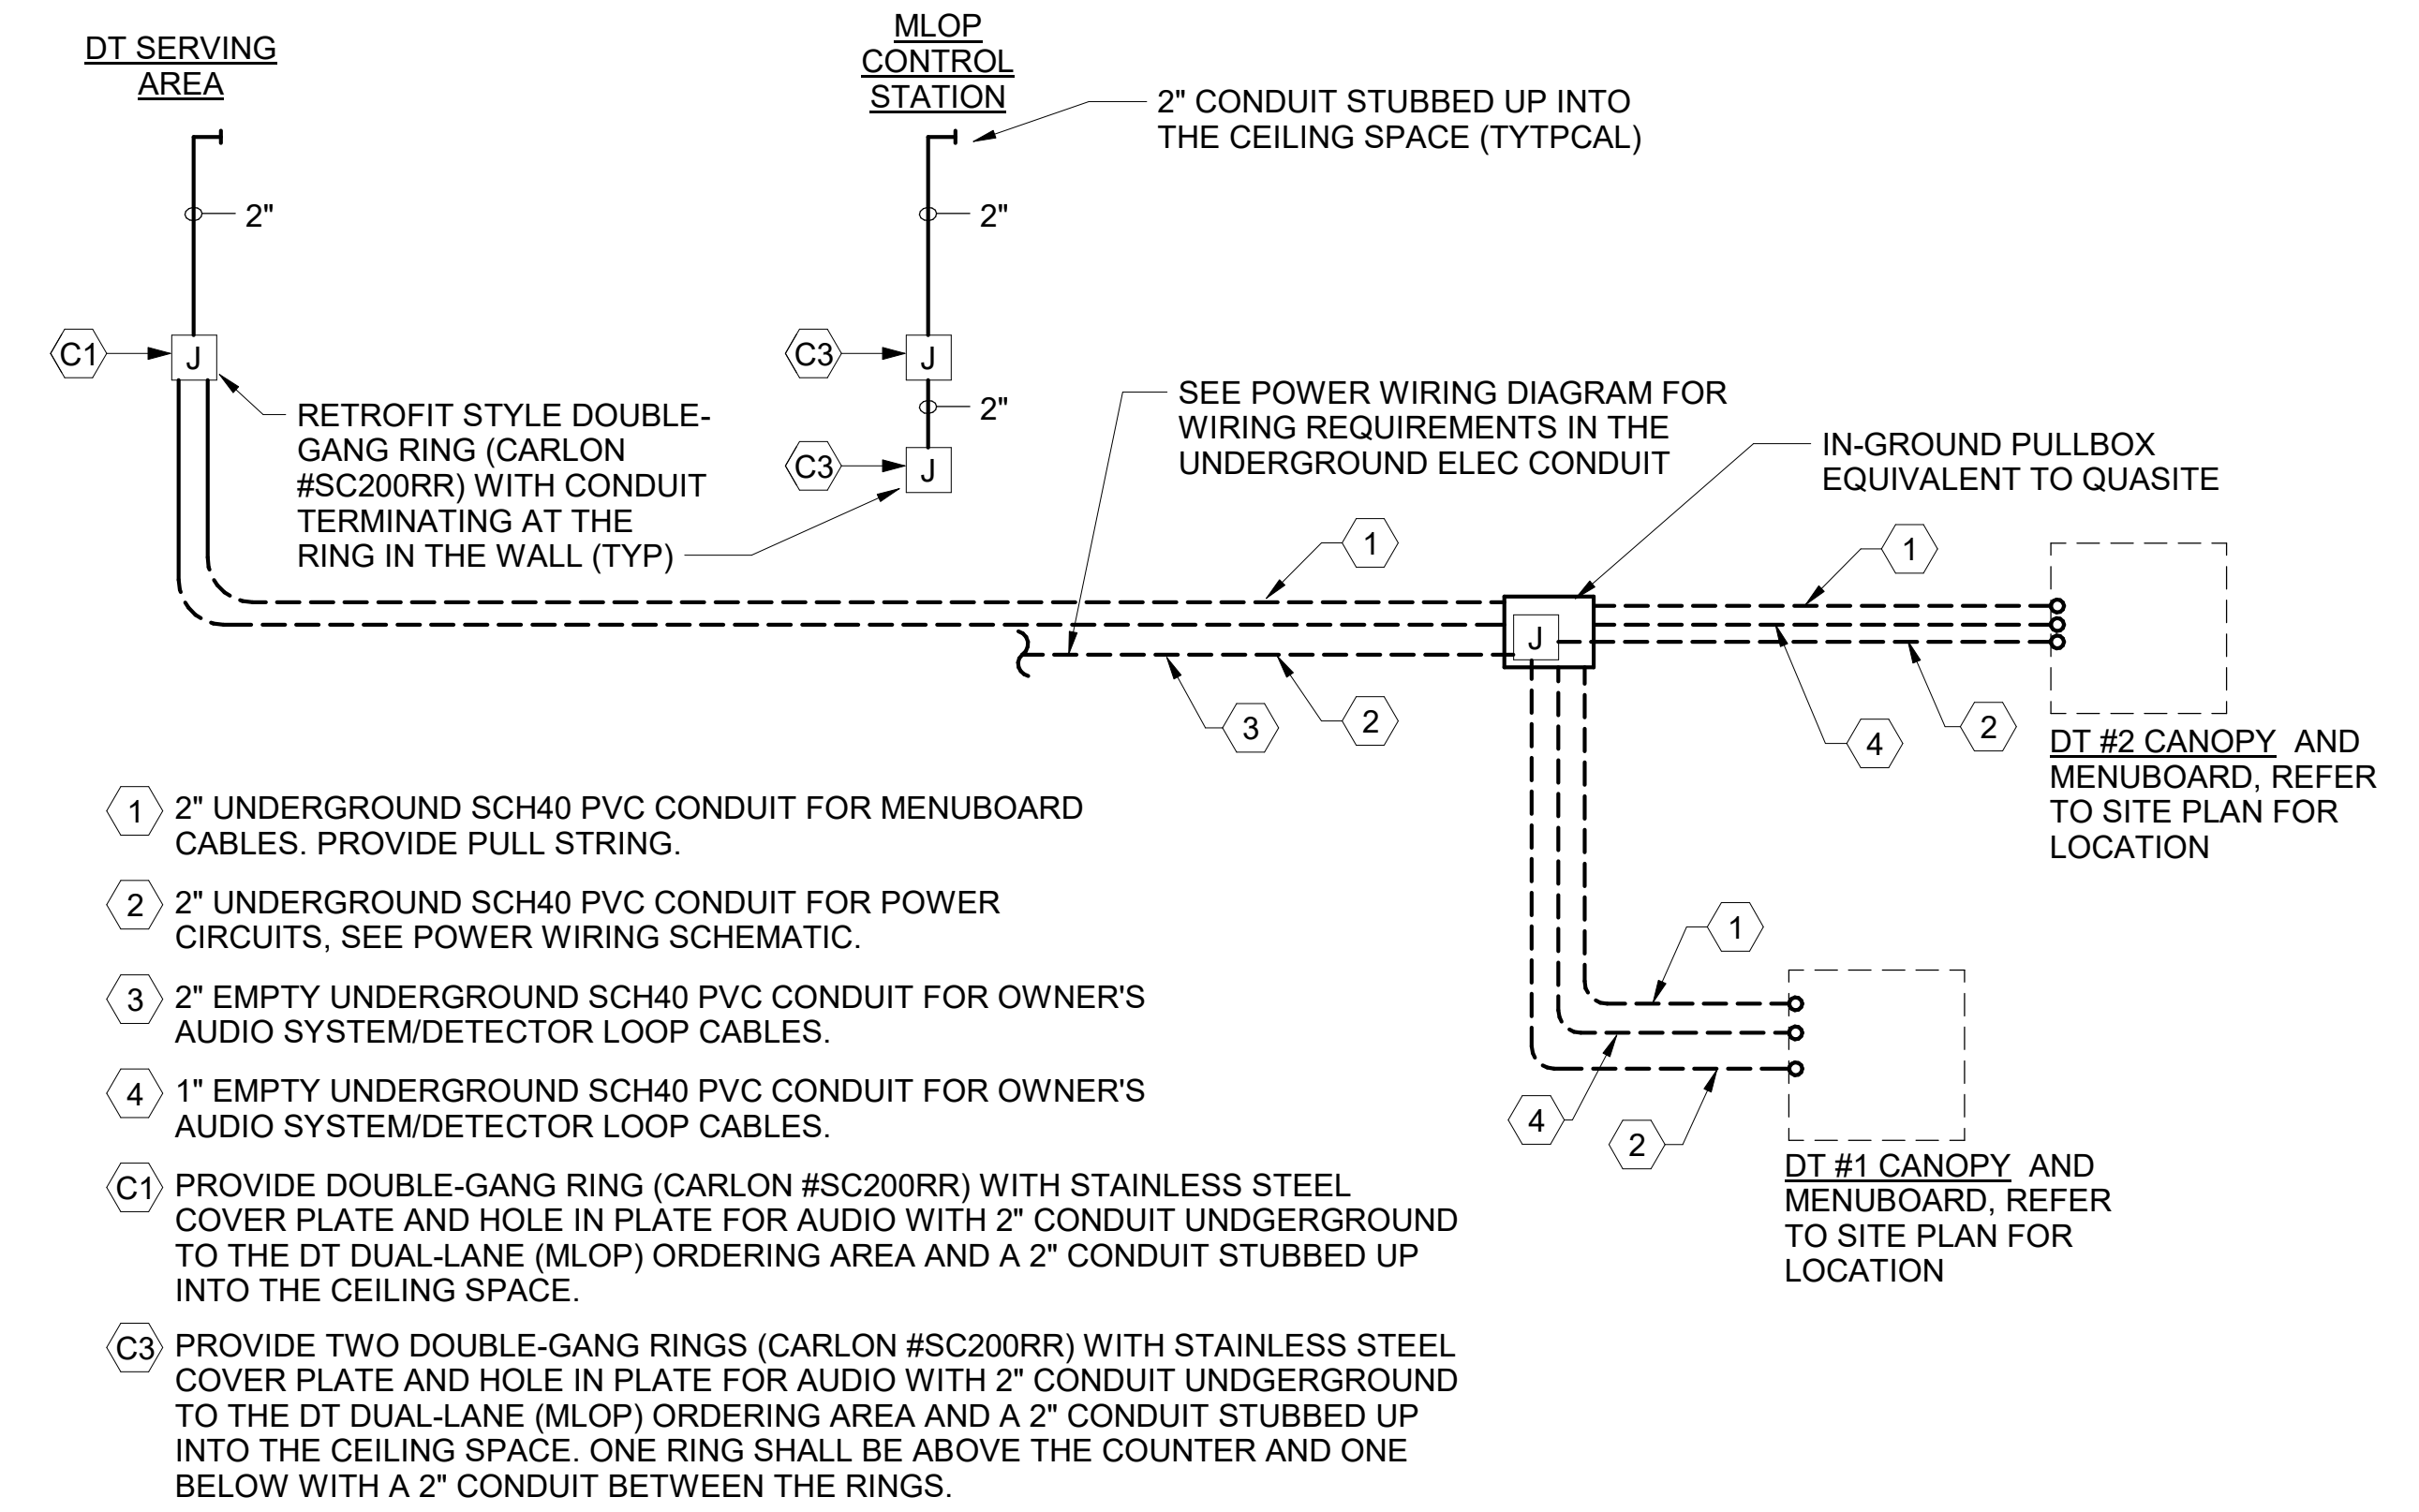 DT SERVING
AREA
MLOP
CONTROL
STATION
2" CONDUIT STUBBED UP INTO
THE CEILING SPACE (TYTPCAL)
2"
2"
C1
J
C3
J
2"
C3
J
RETROFIT STYLE DOUBLE-
GANG RING (CARLON
#SC200RR) WITH CONDUIT
TERMINATING AT THE
RING IN THE WALL (TYP)
SEE POWER WIRING DIAGRAM FOR
WIRING REQUIREMENTS IN THE
UNDERGROUND ELEC CONDUIT
IN-GROUND PULLBOX
EQUIVALENT TO QUASITE
1
1
J
3
2
4
2
DT #2 CANOPY AND
MENUBOARD, REFER
TO SITE PLAN FOR
LOCATION
1
4
2
DT #1 CANOPY AND
MENUBOARD, REFER
TO SITE PLAN FOR
LOCATION
1 2" UNDERGROUND SCH40 PVC CONDUIT FOR MENUBOARD
CABLES. PROVIDE PULL STRING.
2 2" UNDERGROUND SCH40 PVC CONDUIT FOR POWER
CIRCUITS, SEE POWER WIRING SCHEMATIC.
3 2" EMPTY UNDERGROUND SCH40 PVC CONDUIT FOR OWNER'S
AUDIO SYSTEM/DETECTOR LOOP CABLES.
4 1" EMPTY UNDERGROUND SCH40 PVC CONDUIT FOR OWNER'S
AUDIO SYSTEM/DETECTOR LOOP CABLES.
C1 PROVIDE DOUBLE-GANG RING (CARLON #SC200RR) WITH STAINLESS STEEL
COVER PLATE AND HOLE IN PLATE FOR AUDIO WITH 2" CONDUIT UNDGERGROUND
TO THE DT DUAL-LANE (MLOP) ORDERING AREA AND A 2" CONDUIT STUBBED UP
INTO THE CEILING SPACE.
C3 PROVIDE TWO DOUBLE-GANG RINGS (CARLON #SC200RR) WITH STAINLESS STEEL
COVER PLATE AND HOLE IN PLATE FOR AUDIO WITH 2" CONDUIT UNDGERGROUND
TO THE DT DUAL-LANE (MLOP) ORDERING AREA AND A 2" CONDUIT STUBBED UP
INTO THE CEILING SPACE. ONE RING SHALL BE ABOVE THE COUNTER AND ONE
BELOW WITH A 2" CONDUIT BETWEEN THE RINGS.